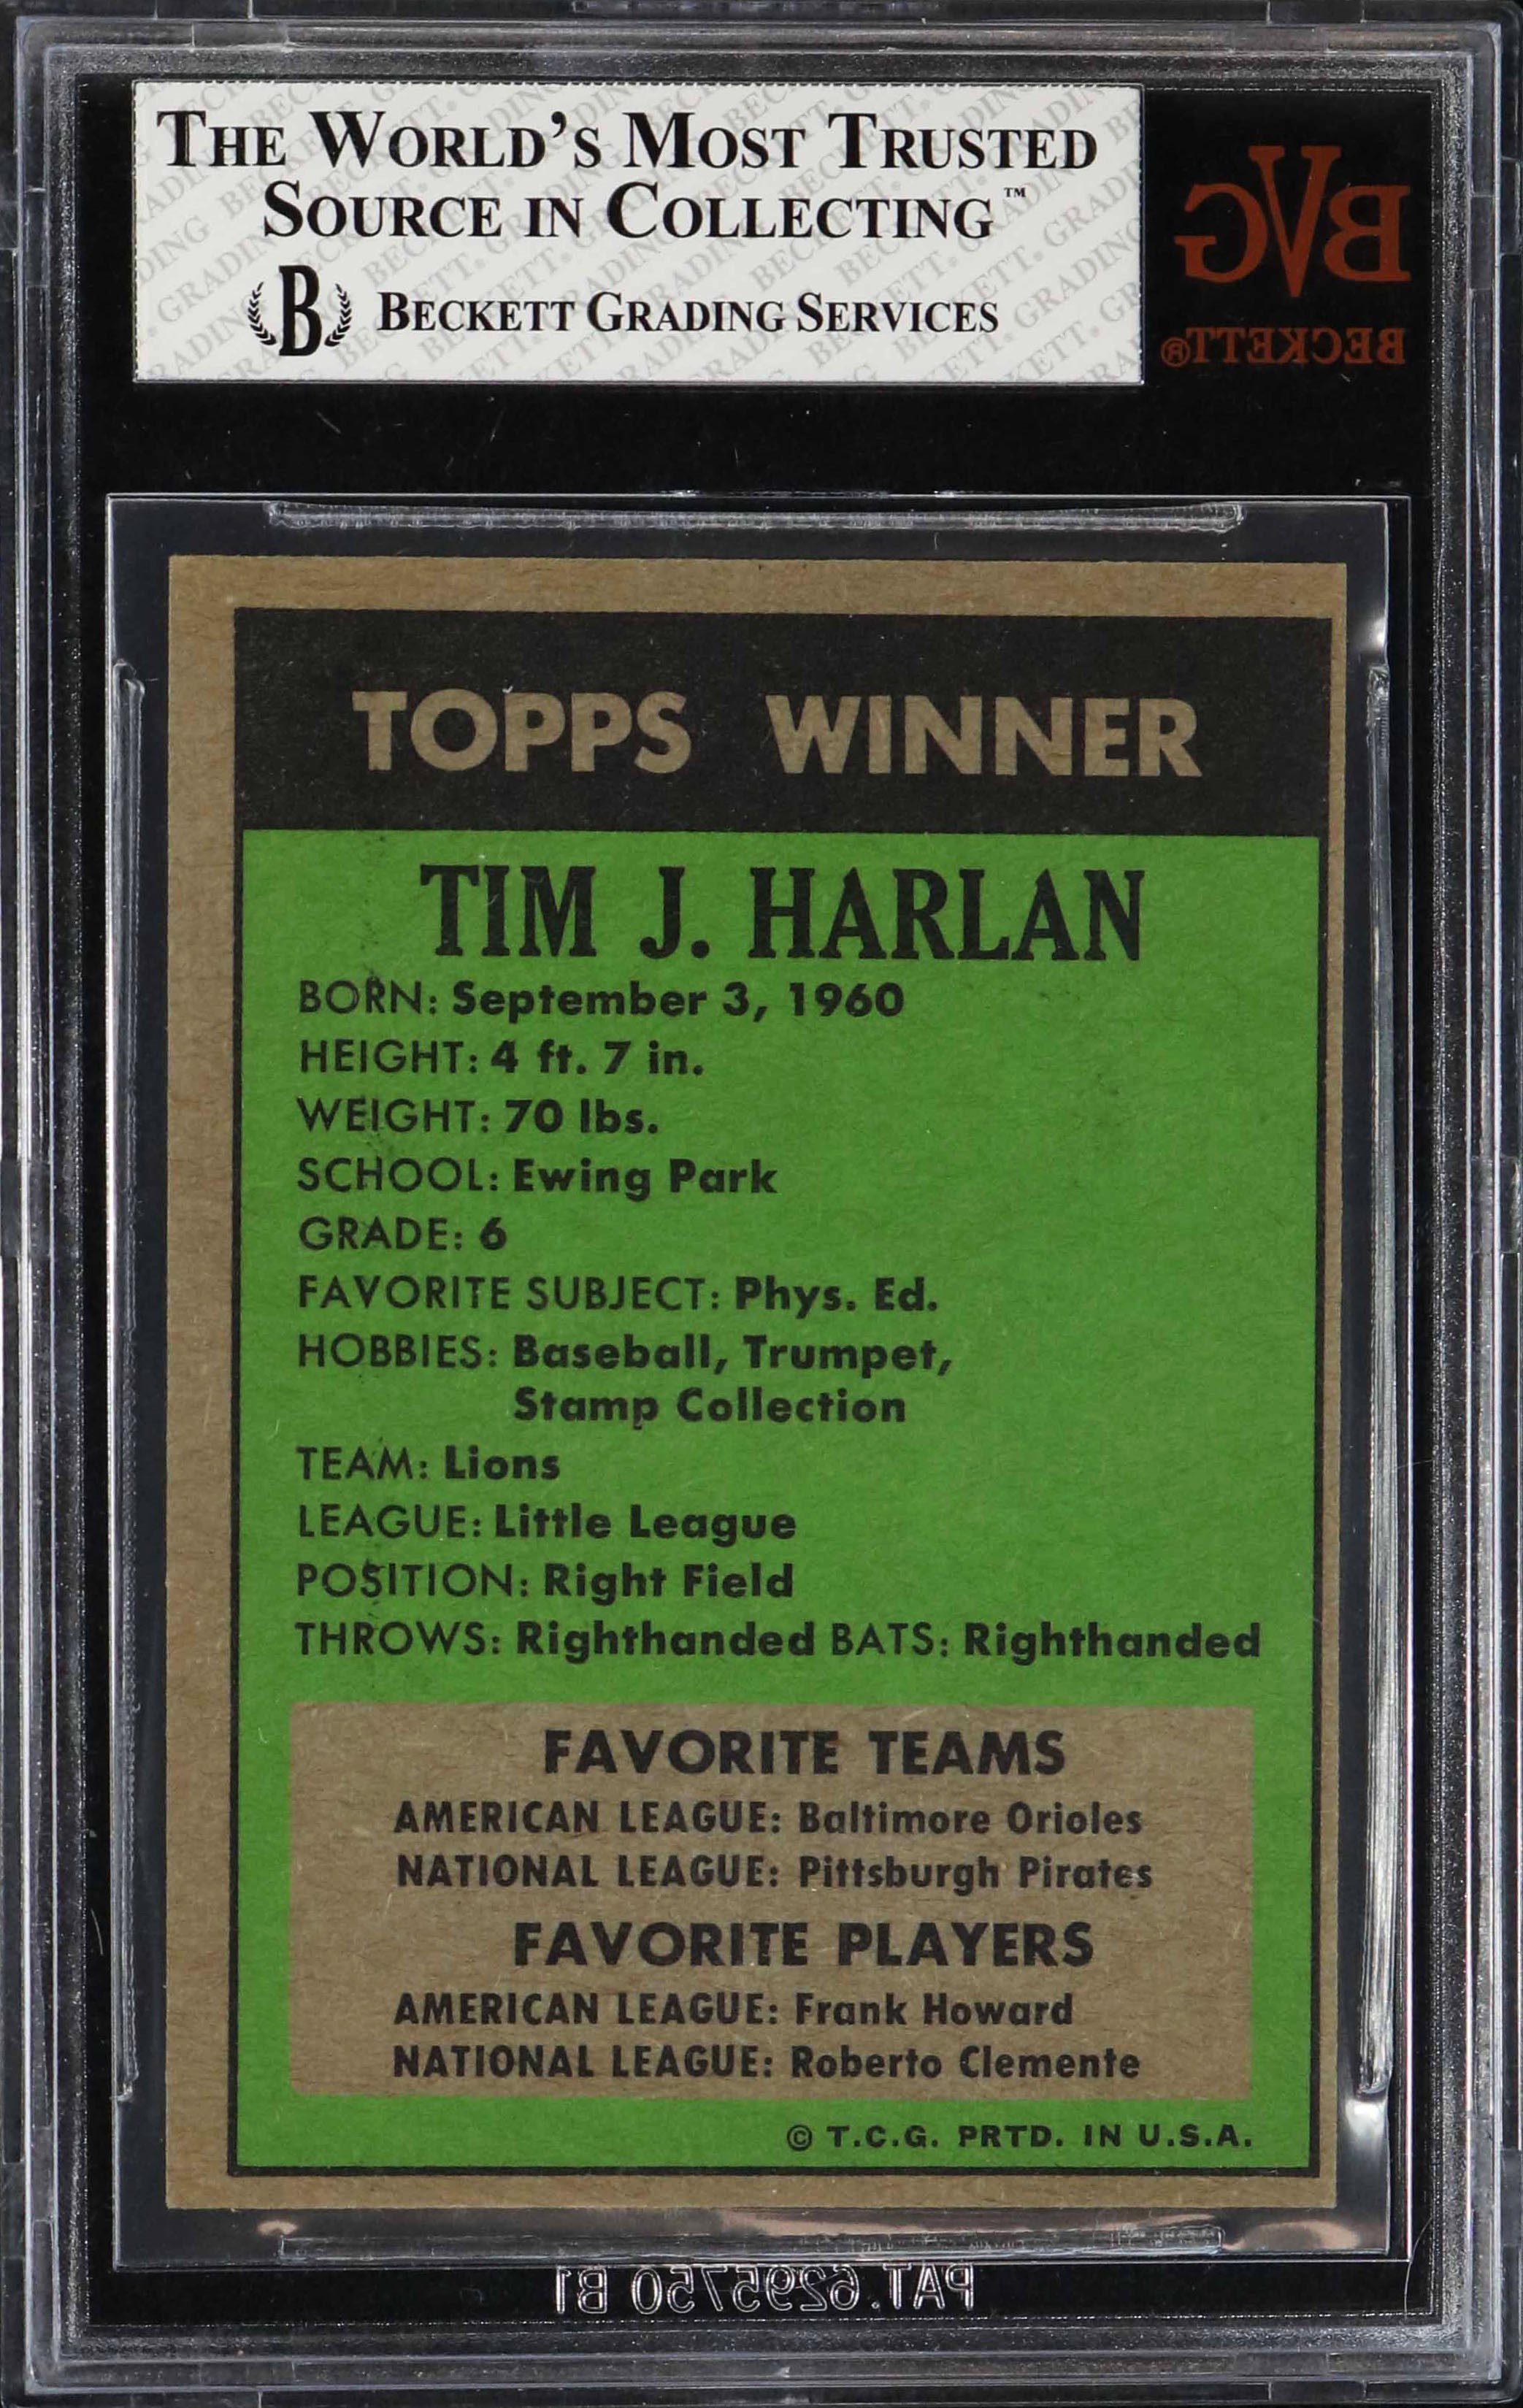 THE WORLD'S MOST TRUSTED
SOURCE IN COLLECTING™
B BECKETT GRADING SERVICES
BVG
BECKETT®
TOPPS WINNER
TIM J. HARLAN
BORN: September 3, 1960
HEIGHT: 4 ft. 7 in.
WEIGHT: 70 lbs.
SCHOOL: Ewing Park
GRADE: 6
FAVORITE SUBJECT: Phys. Ed.
HOBBIES: Baseball, Trumpet,
Stamp Collection
TEAM: Lions
LEAGUE: Little League
POSITION: Right Field
THROWS: Righthanded BATS: Righthanded
FAVORITE TEAMS
AMERICAN LEAGUE: Baltimore Orioles
NATIONAL LEAGUE: Pittsburgh Pirates
FAVORITE PLAYERS
AMERICAN LEAGUE: Frank Howard
NATIONAL LEAGUE: Roberto Clemente
© T.C.G. PRTD. IN U.S.A.
PAT. 6295750 B1